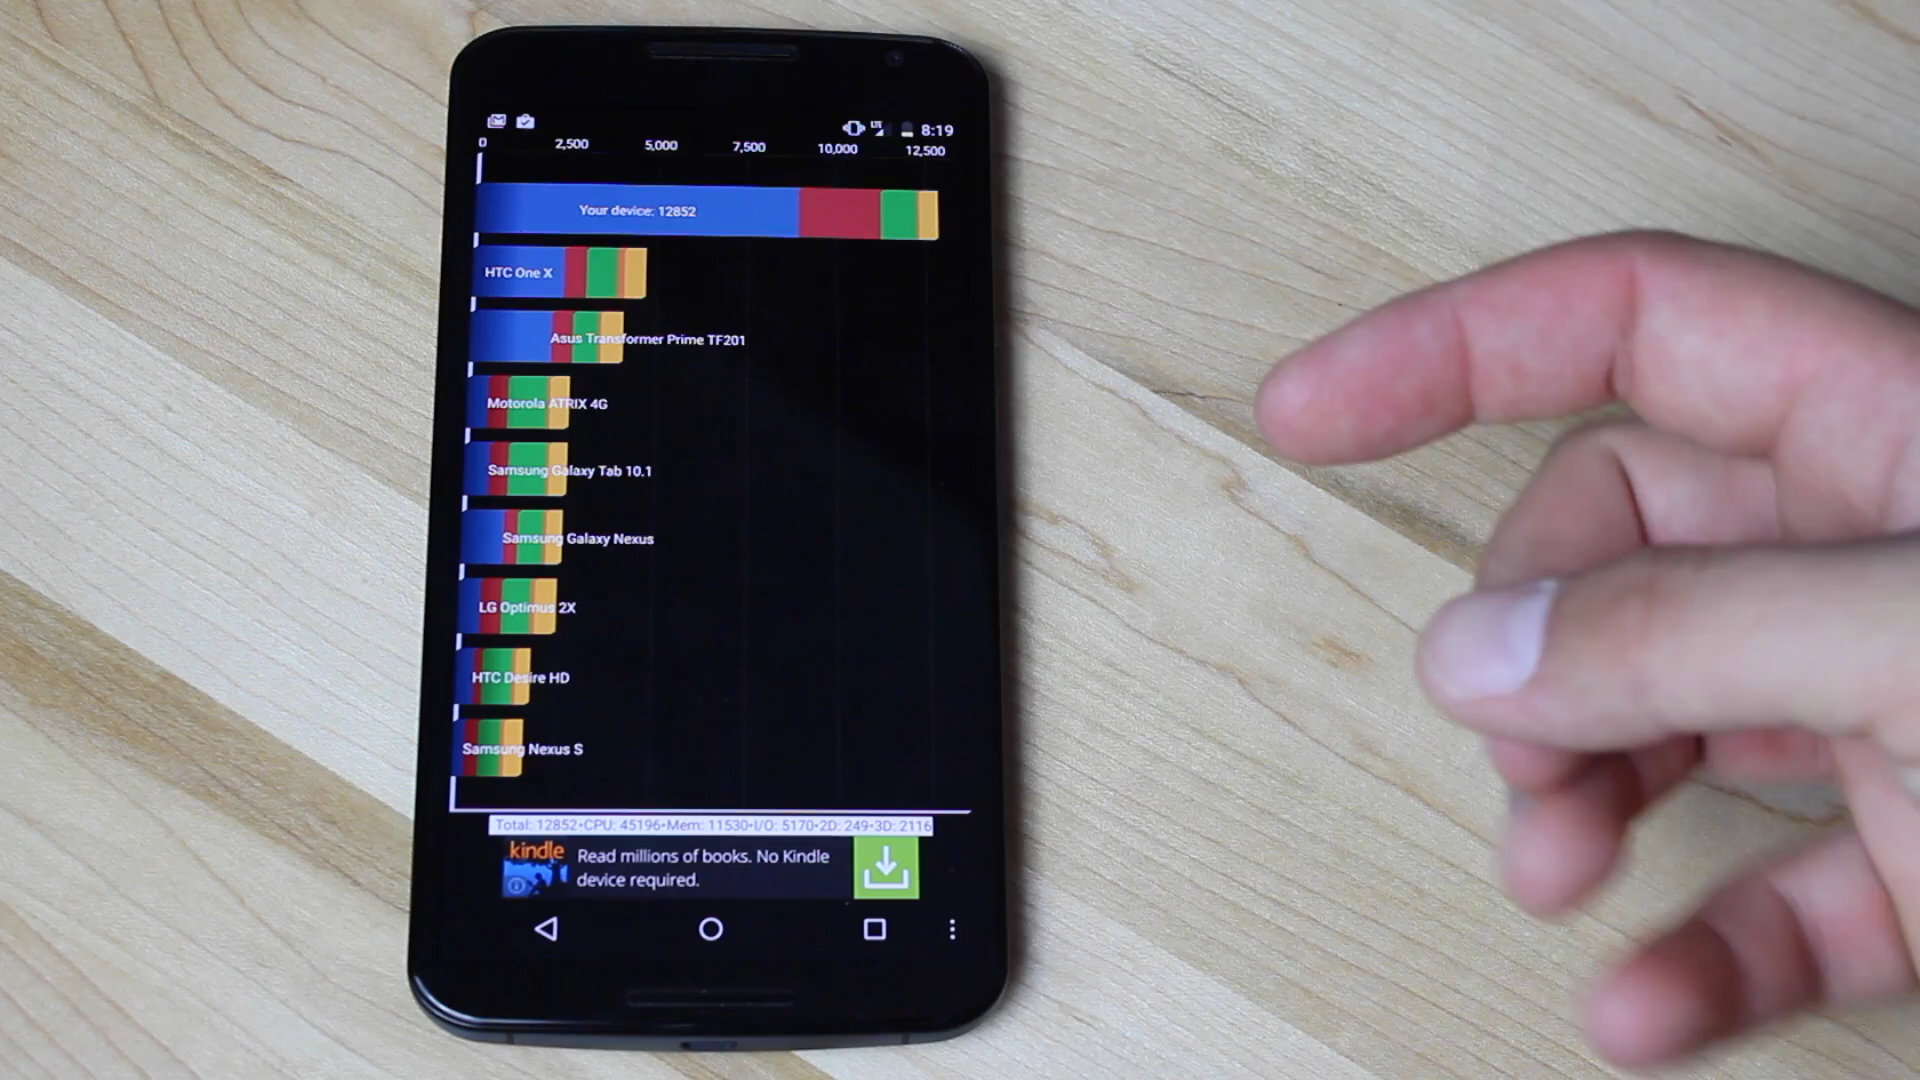 LTE 8:19
0 2,500 5,000 7,500 10,000 12,500
Your device: 12852
HTC One X
Asus Transformer Prime TF201
Motorola ATRIX 4G
Samsung Galaxy Tab 10.1
Samsung Galaxy Nexus
LG Optimus 2X
HTC Desire HD
Samsung Nexus S
Total: 12852•CPU: 45196•Mem: 11530•I/O: 5170•2D: 249•3D: 2116
kindle
Read millions of books. No Kindle
device required.